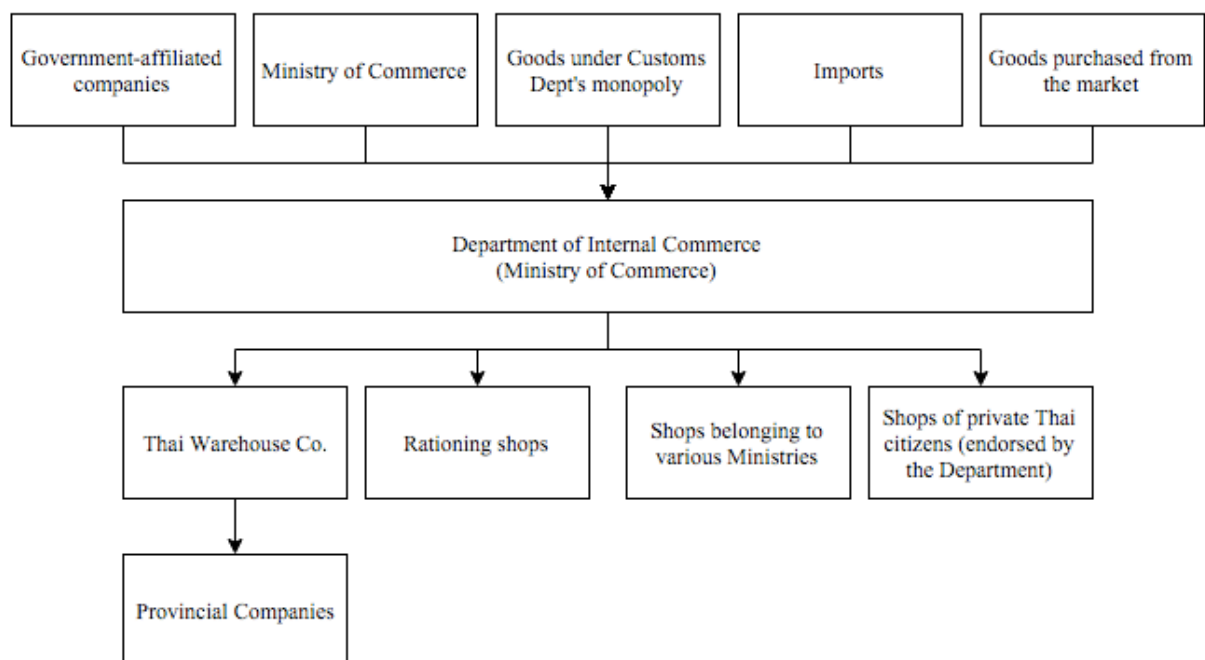 Government-affiliated
companies
Ministry of Commerce
Goods under Customs
Dept's monopoly
Imports
Goods purchased from
the market
Department of Internal Commerce
(Ministry of Commerce)
Thai Warehouse Co.
Rationing shops
Shops belonging to
various Ministries
Shops of private Thai
citizens (endorsed by
the Department)
Provincial Companies